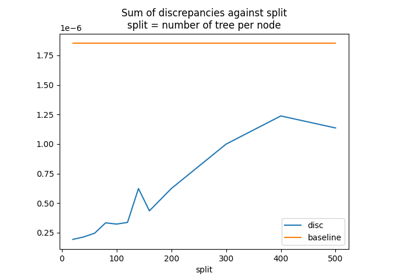 Sum of discrepancies against split
split = number of tree per node
1e-6
1.75
1.50
1.25
1.00
0.75
0.50
0.25
0 100 200 300 400 500
split
disc
baseline